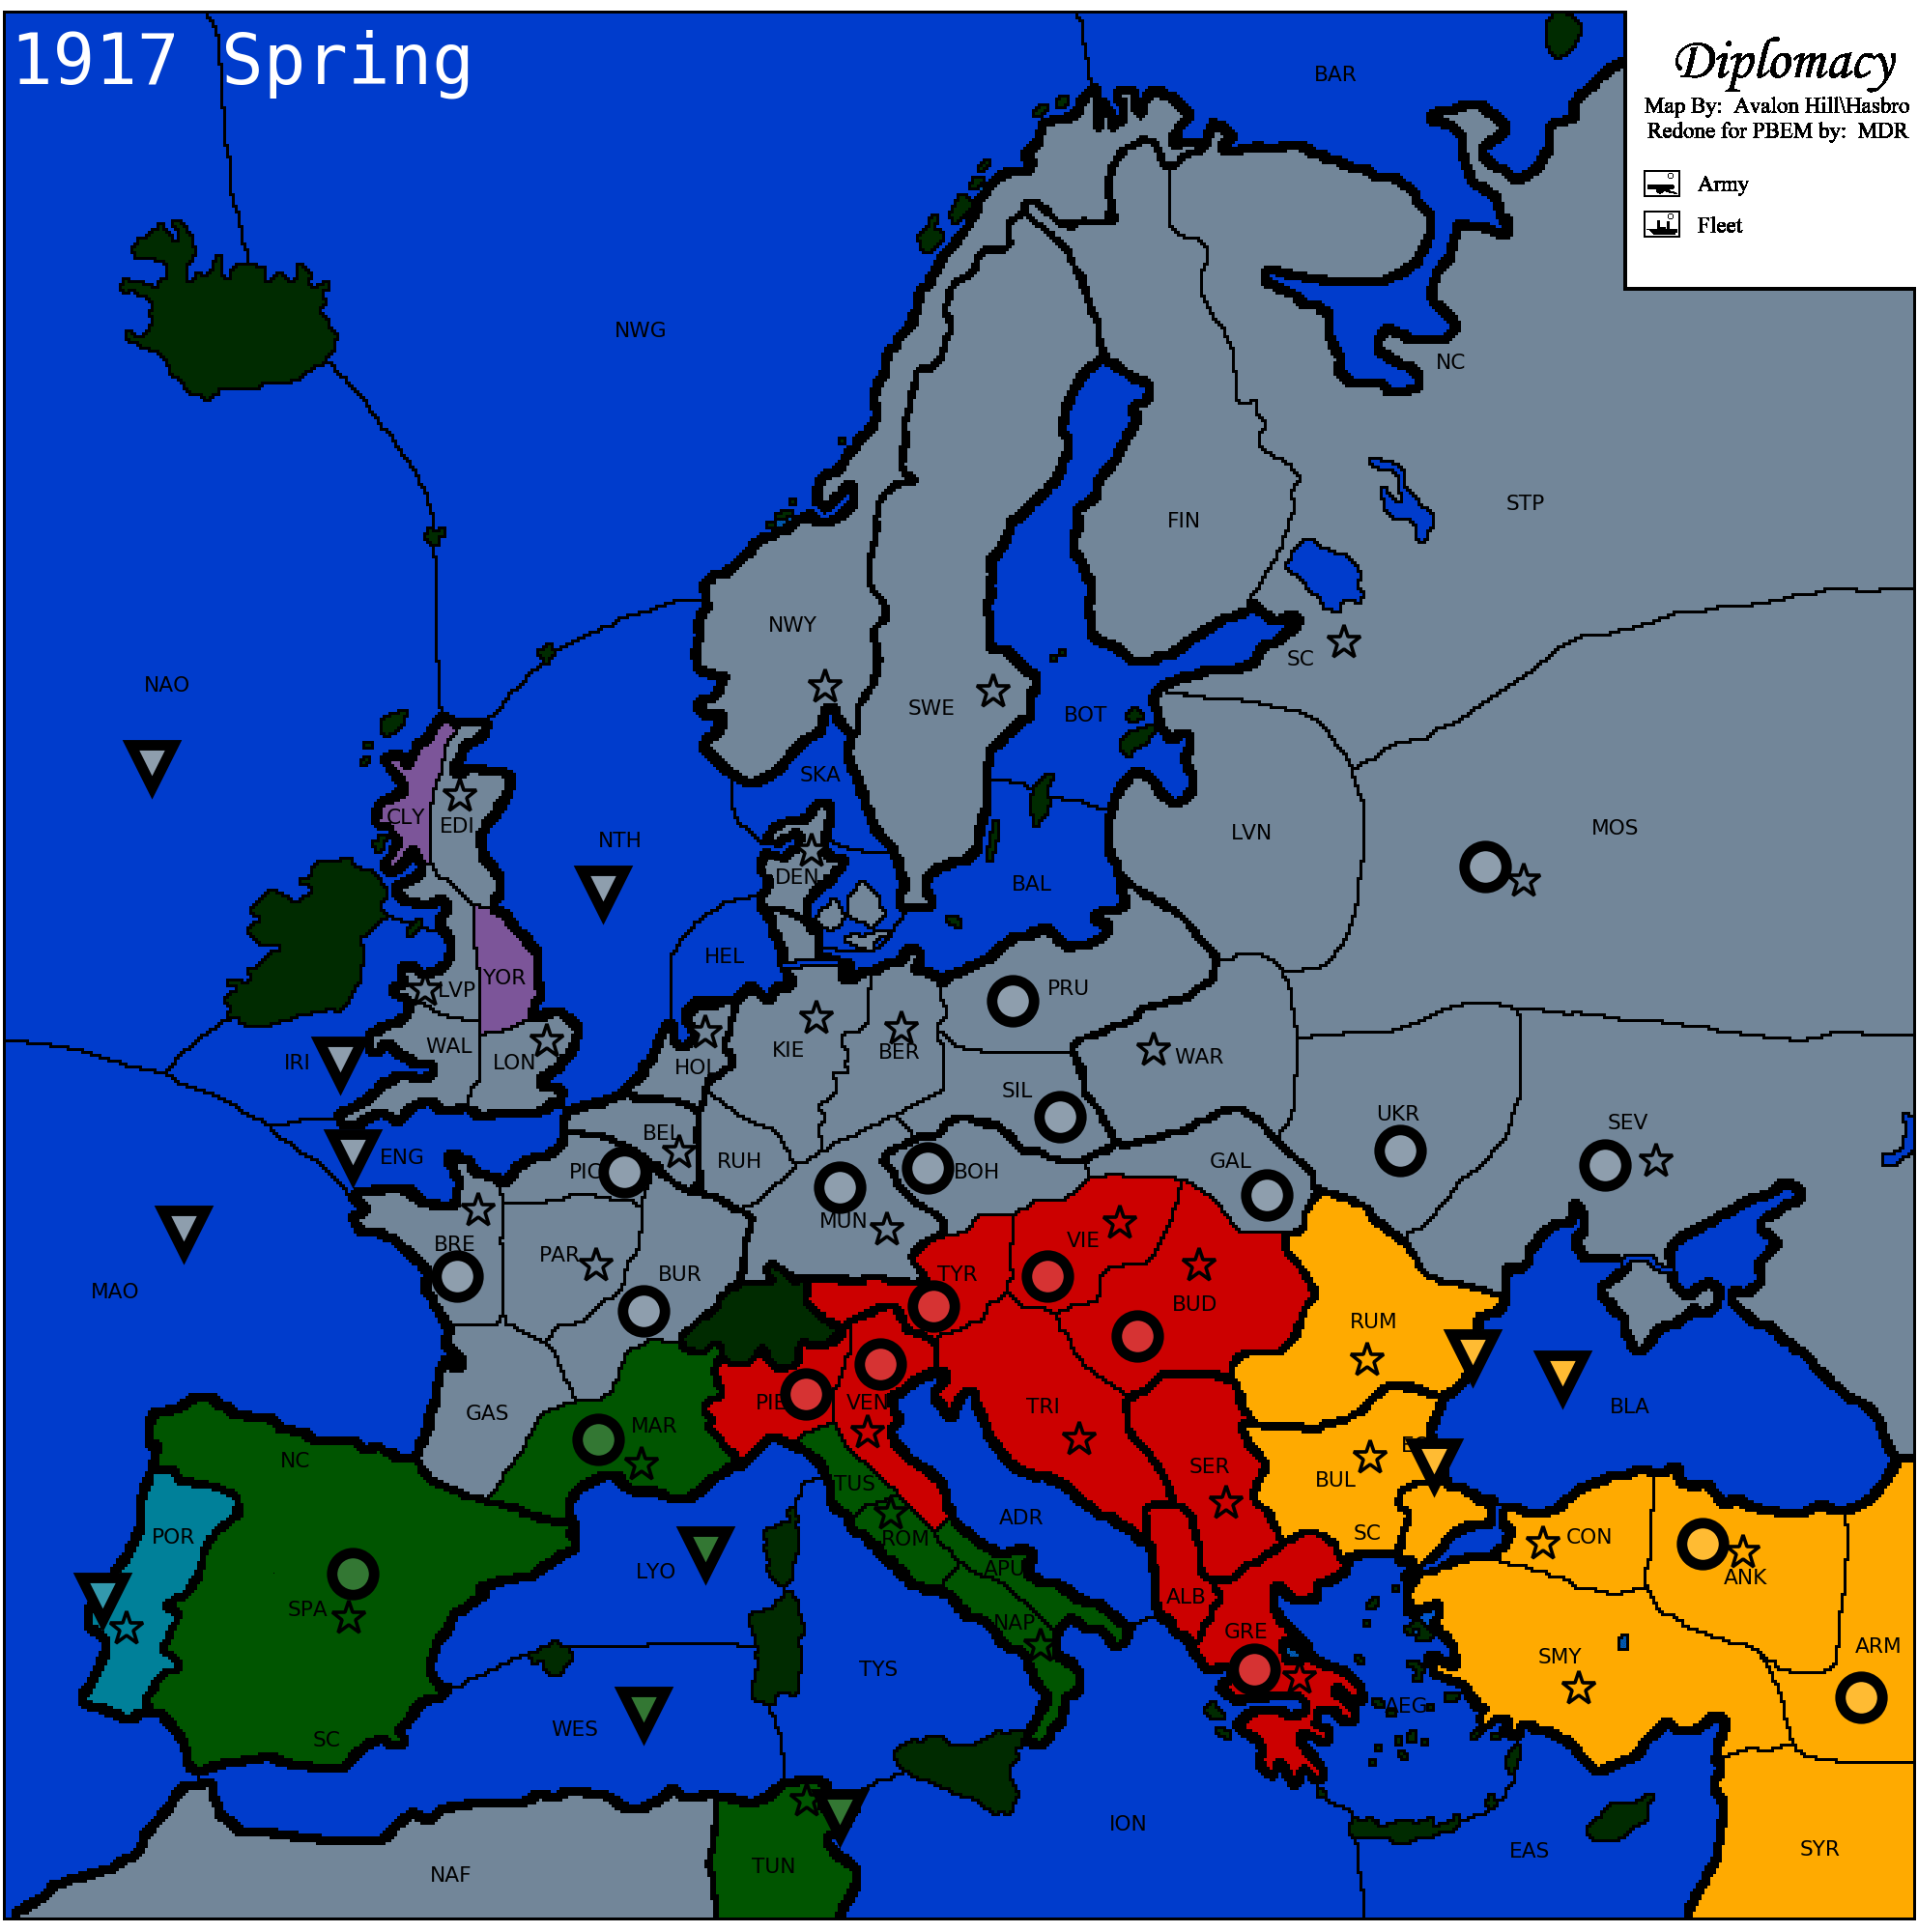 1917 Spring
BAR
Diplomacy
Map By: Avalon Hill\Hasbro
Redone for PBEM by: MDR
Army
Fleet
NWG
NC
STP
FIN
NWY
SC
NAO
SWE
BOT
SKA
CLY
EDI
NTH
LVN
MOS
DEN
BAL
HEL
YOR
LVP
PRU
IRI
WAL
LON
HOL
KIE
BER
WAR
SIL
UKR
SEV
ENG
BEL
PIC
RUH
BOH
GAL
MUN
BRE
PAR
BUR
VIE
TYR
MAO
BUD
RUM
GAS
MAR
PIE
VEN
TRI
BLA
NC
TUS
SER
BUL
EC
POR
ROM
ADR
SC
CON
LYO
APU
ANK
SPA
ALB
NAP
GRE
ARM
TYS
SMY
WES
SC
AEG
ION
EAS
SYR
NAF
TUN